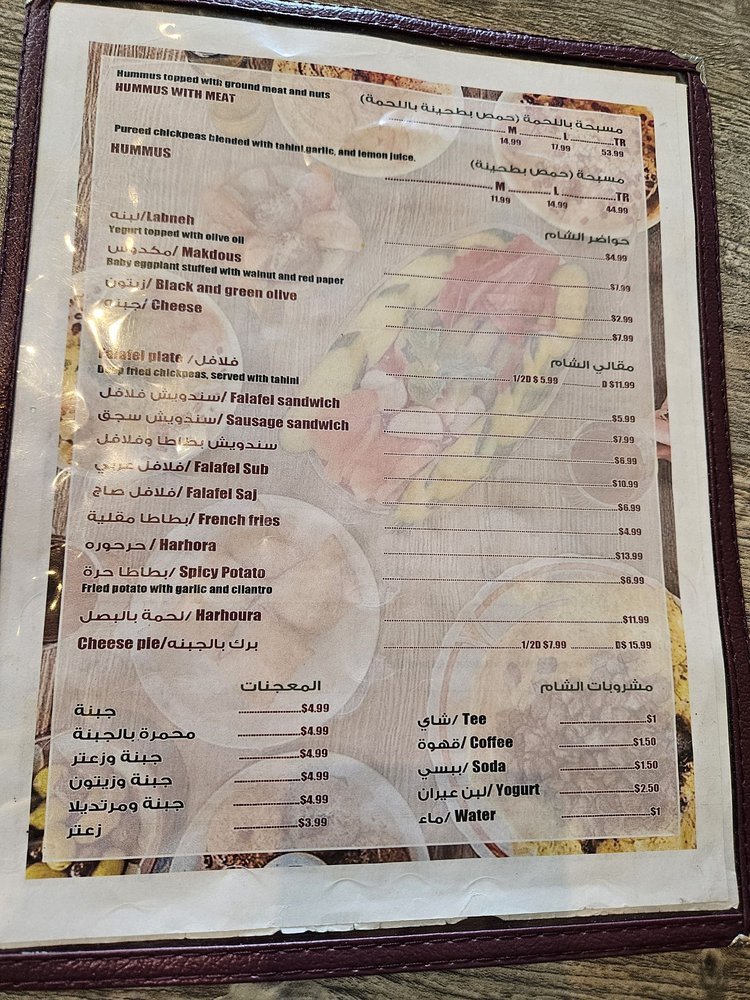 Hummus topped with ground meat and nuts
HUMMUS WITH MEAT
مسبحة باللحمة (حمص بطحينة باللحمة)
M L TR
14.99 17.99 53.99
Pureed chickpeas blended with tahini,garlic, and lemon juice.
HUMMUS
مسبحة (حمص بطحينة)
M L TR
11.99 14.99 44.99
حواضر الشام
لبنه/Labneh $4.99
Yegurt topped with olive oil
مكدوس/ Makdous $7.99
Baby eggplant stuffed with walnut and red paper
زيتون/ Black and green olive $2.99
جبنه/ Cheese $7.99
مقالي الشام
Falafel plate /فلافل 1/2D $ 5.99 D $11.99
Deep fried chickpeas, served with tahini
سندويش فلافل/ Falafel sandwich $5.99
سندويش سجق/ Sausage sandwich $7.99
سندويش بطاطا وفلافل $6.99
فلافل عربي/ Falafel Sub $10.99
فلافل صاج/ Falafel Saj $6.99
بطاطا مقلية/ French fries $4.99
حرحوره / Harhora $13.99
بطاطا حرة/ Spicy Potato $6.99
Fried potato with garlic and cilantro
لحمة بالبصل/ Harhoura $11.99
Cheese pie/برك بالجبنه 1/2D $7.99 D$ 15.99
المعجنات
جبنة $4.99
محمرة بالجبنة $4.99
جبنة وزعتر $4.99
جبنة وزيتون $4.99
جبنة ومرتديلا $4.99
زعتر $3.99
مشروبات الشام
شاي/ Tee $1
قهوة/ Coffee $1.50
ببسي/ Soda $1.50
لبن عيران/ Yogurt $2.50
ماء/ Water $1